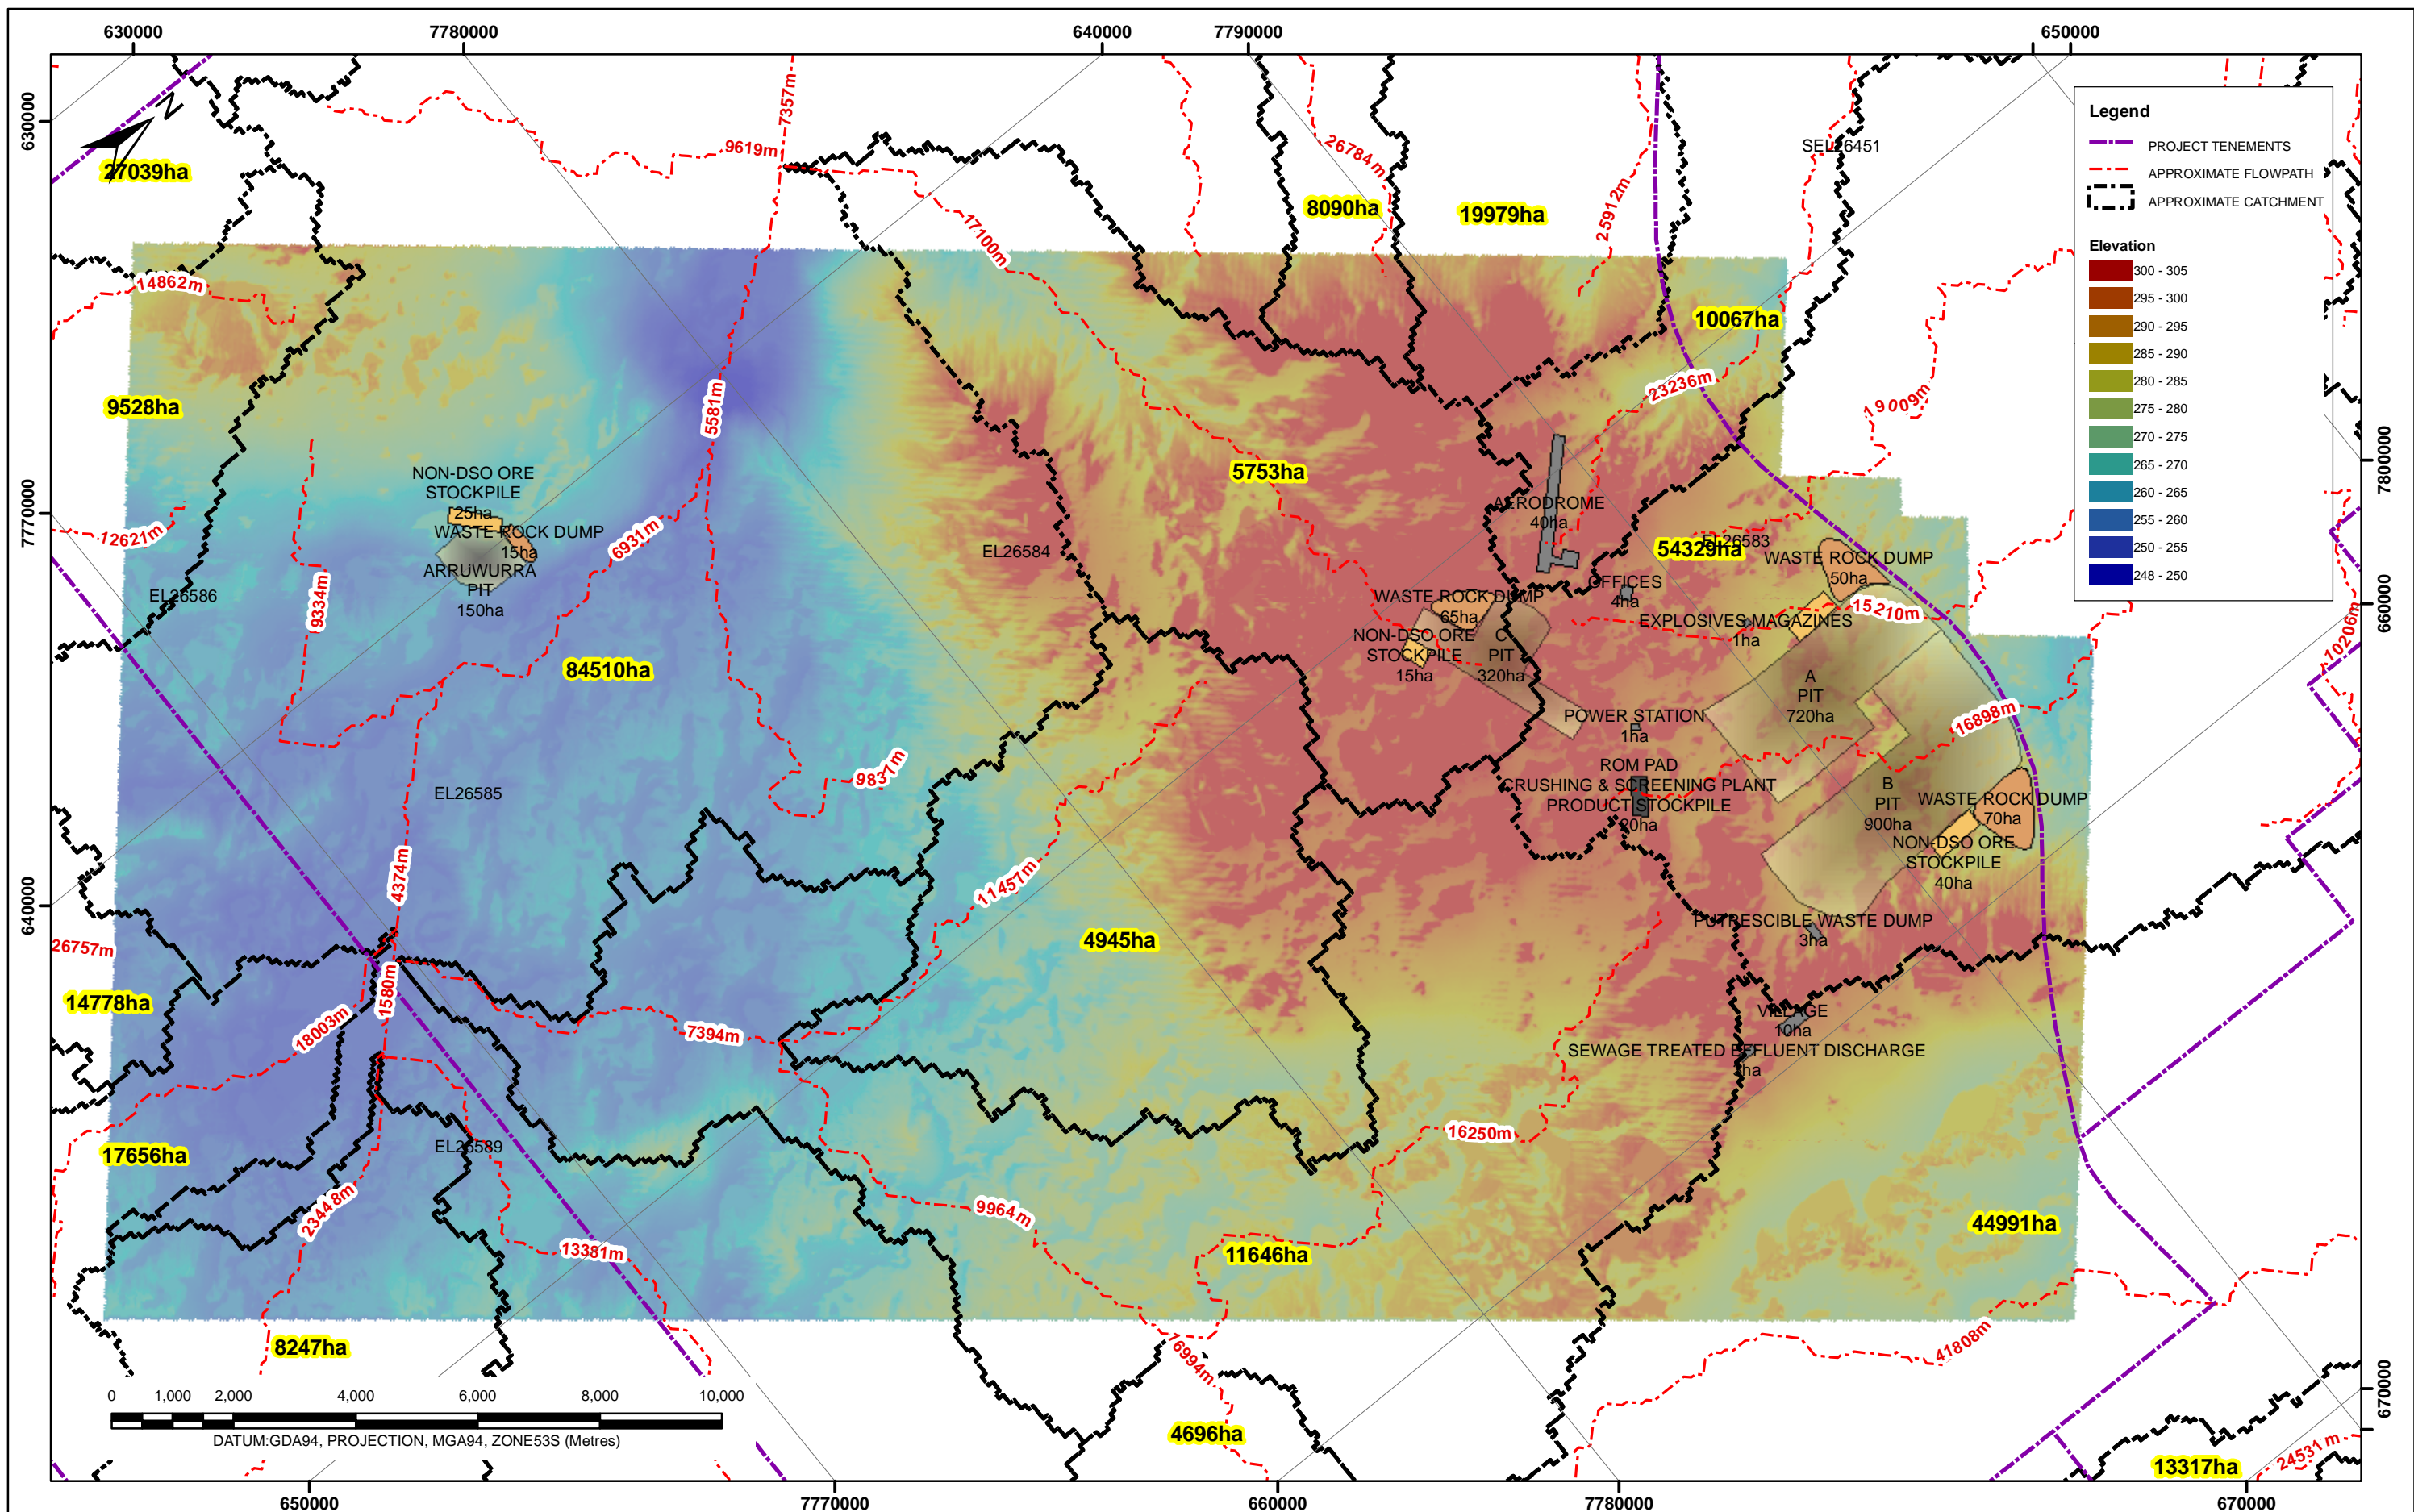 630000
7780000
640000
7790000
650000
630000
7770000
640000
7800000
660000
670000
650000
7770000
660000
7780000
670000
N
Legend
PROJECT TENEMENTS
APPROXIMATE FLOWPATH
APPROXIMATE CATCHMENT
Elevation
300 - 305
295 - 300
290 - 295
285 - 290
280 - 285
275 - 280
270 - 275
265 - 270
260 - 265
255 - 260
250 - 255
248 - 250
27039ha
9619m
7357m
26784m
8090ha
19979ha
25912m
SEL26451
17100m
14862m
10067ha
9528ha
5581m
23236m
19009m
5753ha
NON-DSO ORE
STOCKPILE
25ha
WASTE ROCK DUMP
15ha
ARRUWURRA
PIT
150ha
12621m
6931m
9334m
EL26586
EL26584
AERODROME
40ha
EL26583
54329ha
WASTE ROCK DUMP
50ha
OFFICES
4ha
15210m
EXPLOSIVES MAGAZINES
1ha
WASTE ROCK DUMP
65ha
NON-DSO ORE
STOCKPILE
15ha
C
PIT
320ha
10206m
84510ha
A
PIT
720ha
POWER STATION
1ha
16898m
9837m
EL26585
ROM PAD
CRUSHING & SCREENING PLANT
PRODUCT STOCKPILE
20ha
B
PIT
900ha
WASTE ROCK DUMP
70ha
NON-DSO ORE
STOCKPILE
40ha
4374m
11457m
4945ha
PUTRESCIBLE WASTE DUMP
3ha
26757m
14778ha
1580m
18003m
7394m
VILLAGE
10ha
SEWAGE TREATED EFFLUENT DISCHARGE
17656ha
EL26589
16250m
23448m
9964m
13381m
11646ha
44991ha
8247ha
6994m
41808m
4696ha
13317ha
24531m
0 1,000 2,000 4,000 6,000 8,000 10,000
DATUM:GDA94, PROJECTION, MGA94, ZONE53S (Metres)